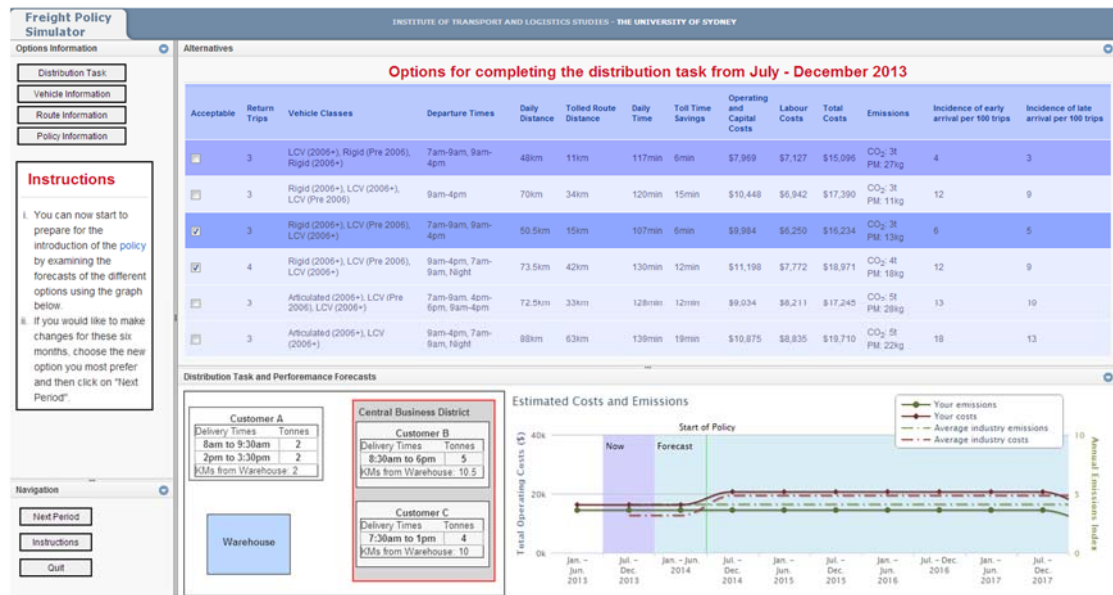 Freight Policy
Simulator
INSTITUTE OF TRANSPORT AND LOGISTICS STUDIES - THE UNIVERSITY OF SYDNEY
Options Information
Distribution Task
Vehicle Information
Route Information
Policy Information
Instructions
i. You can now start to
prepare for the
introduction of the policy
by examining the
forecasts of the different
options using the graph
below.
ii. If you would like to make
changes for these six
months, choose the new
option you most prefer
and then click on "Next
Period".
Navigation
Next Period
Instructions
Quit
Alternatives
Options for completing the distribution task from July - December 2013
Acceptable Return Trips Vehicle Classes Departure Times Daily Distance Tolled Route Distance Daily Time Toll Time Savings Operating and Capital Costs Labour Costs Total Costs Emissions Incidence of early arrival per 100 trips Incidence of late arrival per 100 trips
3 LCV (2006+), Rigid (Pre 2006), Rigid (2006+) 7am-9am, 9am-4pm 48km 11km 117min 6min $7,969 $7,127 $15,096 CO2: 3t PM: 27kg 4 3
3 Rigid (2006+), LCV (2006+), LCV (Pre 2006) 9am-4pm 70km 34km 120min 15min $10,448 $6,942 $17,390 CO2: 3t PM: 11kg 12 9
3 Rigid (2006+), LCV (Pre 2006), LCV (2006+) 7am-9am, 9am-4pm 50.5km 15km 107min 6min $9,984 $6,250 $16,234 CO2: 3t PM: 13kg 6 5
4 Rigid (2006+), LCV (Pre 2006), LCV (2006+) 9am-4pm, 7am-9am, Night 73.5km 42km 130min 12min $11,198 $7,772 $18,971 CO2: 4t PM: 18kg 12 9
3 Articulated (2006+), LCV (Pre 2006), LCV (2006+) 7am-9am, 4pm-6pm, 9am-4pm 72.5km 33km 128min 12min $9,034 $8,211 $17,245 CO2: 5t PM: 28kg 13 10
3 Articulated (2006+), LCV (2006+) 9am-4pm, 7am-9am, Night 88km 63km 139min 19min $10,875 $8,835 $19,710 CO2: 5t PM: 22kg 18 13
Distribution Task and Perforemance Forecasts
Customer A
Delivery Times Tonnes
8am to 9:30am 2
2pm to 3:30pm 2
KMs from Warehouse: 2
Warehouse
Central Business District
Customer B
Delivery Times Tonnes
8:30am to 6pm 5
KMs from Warehouse: 10.5
Customer C
Delivery Times Tonnes
7:30am to 1pm 4
KMs from Warehouse: 10
Estimated Costs and Emissions
Your emissions
Your costs
Average industry emissions
Average industry costs
Start of Policy
Now
Forecast
Total Operating Costs ($)
40k
20k
0k
Annual Emissions Index
10
5
0
Jan. - Jun. 2013
Jul. - Dec. 2013
Jan. - Jun. 2014
Jul. - Dec. 2014
Jan. - Jun. 2015
Jul. - Dec. 2015
Jan. - Jun. 2016
Jul. - Dec. 2016
Jan. - Jun. 2017
Jul. - Dec. 2017